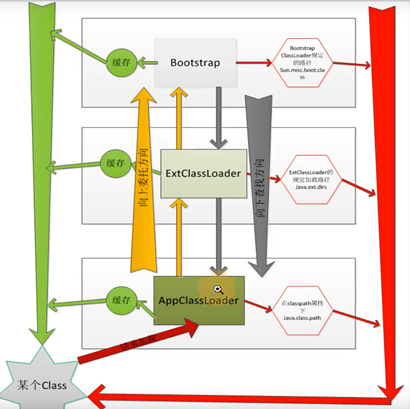 缓存
Bootstrap
Bootstrap
ClassLoader规定
的路径
Sun.misc.boot.cla
ss
向上委托方向
向下查找方向
缓存
ExtClassLoader
ExtClassLoader的
规定加载路径
Java.ext.dirs
缓存
AppClassLoader
在classpath属性
下
Java.class.path
某个Class